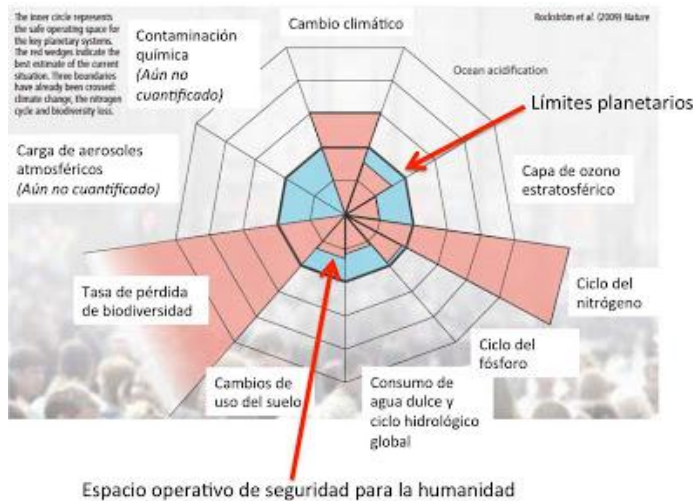 The inner circle represents
the safe operating space for
the key planetary systems.
The red wedges indicate the
best estimate of the current
situation. Three boundaries
have already been crossed:
climate change, the nitrogen
cycle and biodiversity loss.
Contaminación
química
(Aún no
cuantificado)
Cambio climático
Rockström et al. (2009) Nature
Ocean acidification
Límites planetarios
Carga de aerosoles
atmosféricos
(Aún no cuantificado)
Capa de ozono
estratosférico
Tasa de pérdida
de biodiversidad
Ciclo del
nitrógeno
Ciclo del
fósforo
Cambios de
uso del suelo
Consumo de
agua dulce y
ciclo hidrológico
global
Espacio operativo de seguridad para la humanidad